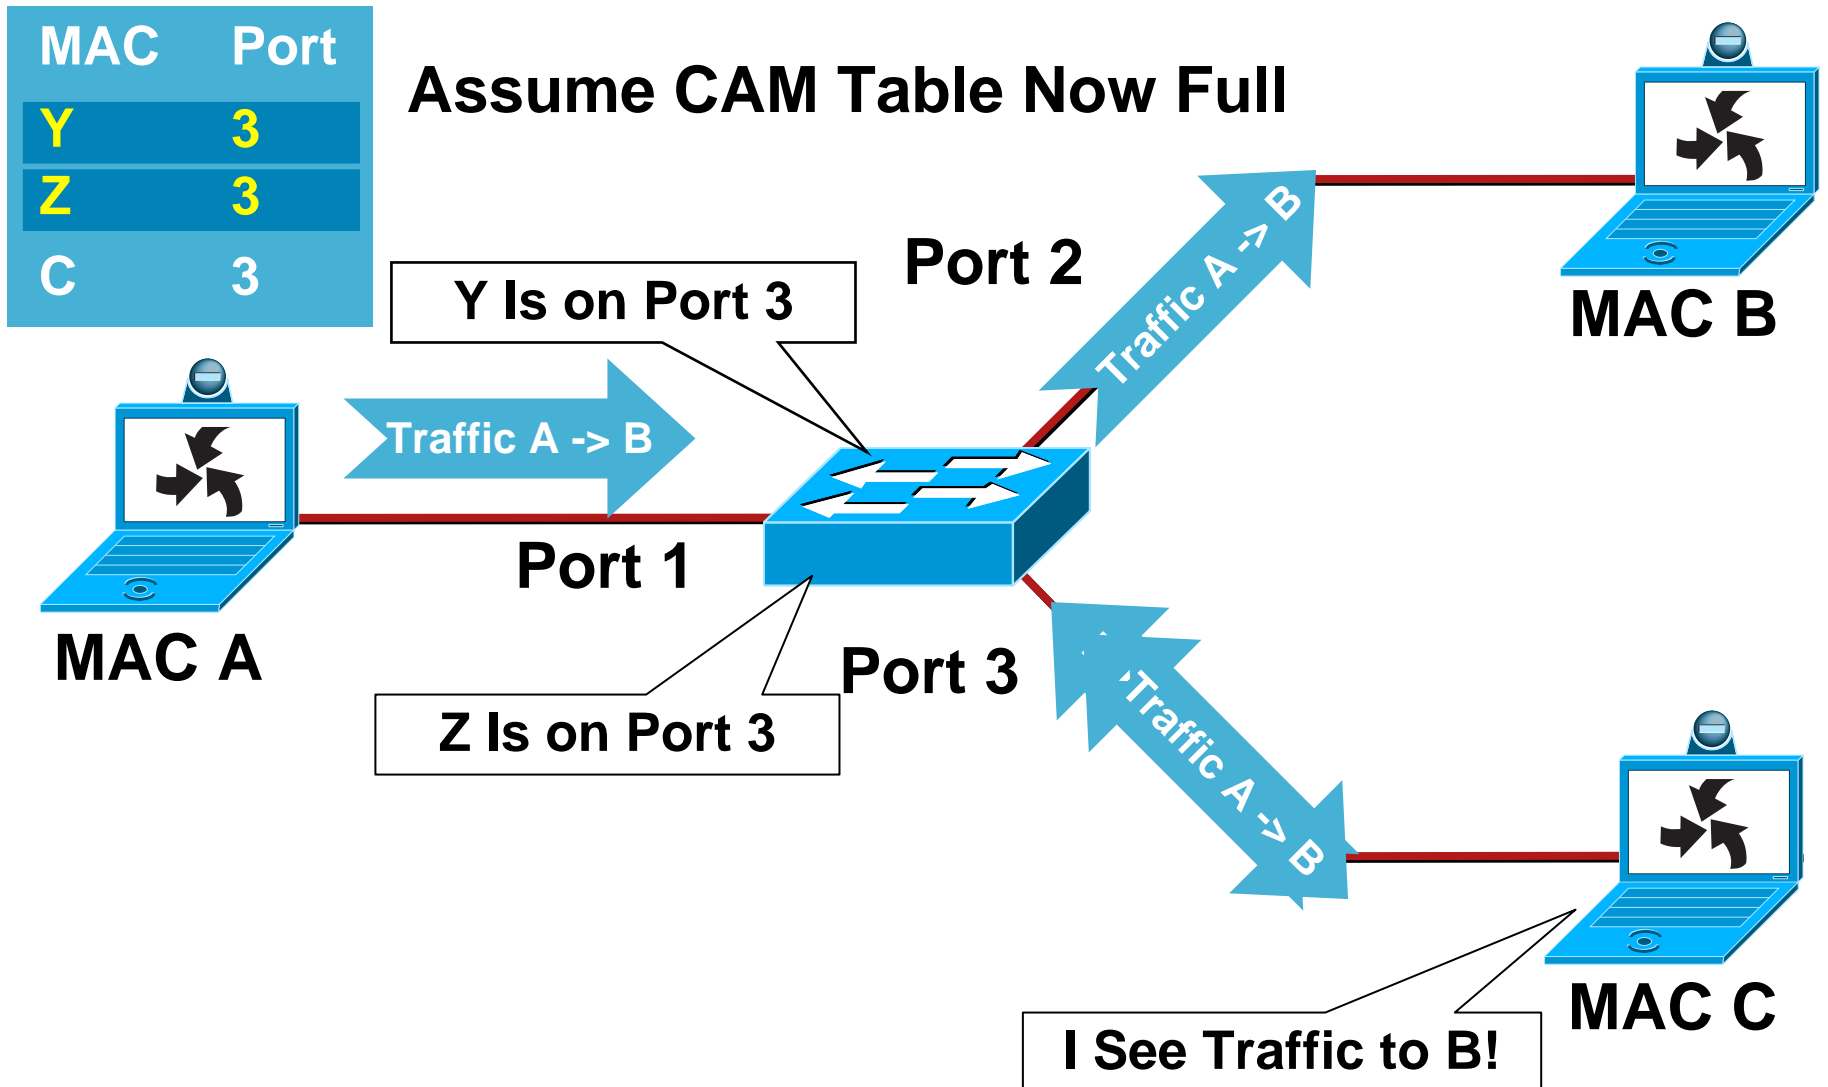 MAC Port
Y 3
Z 3
C 3
Assume CAM Table Now Full
Y Is on Port 3
Port 2
Traffic A -> B
MAC B
Traffic A -> B
Port 1
MAC A
Z Is on Port 3
Port 3
Traffic A -> B
I See Traffic to B!
MAC C